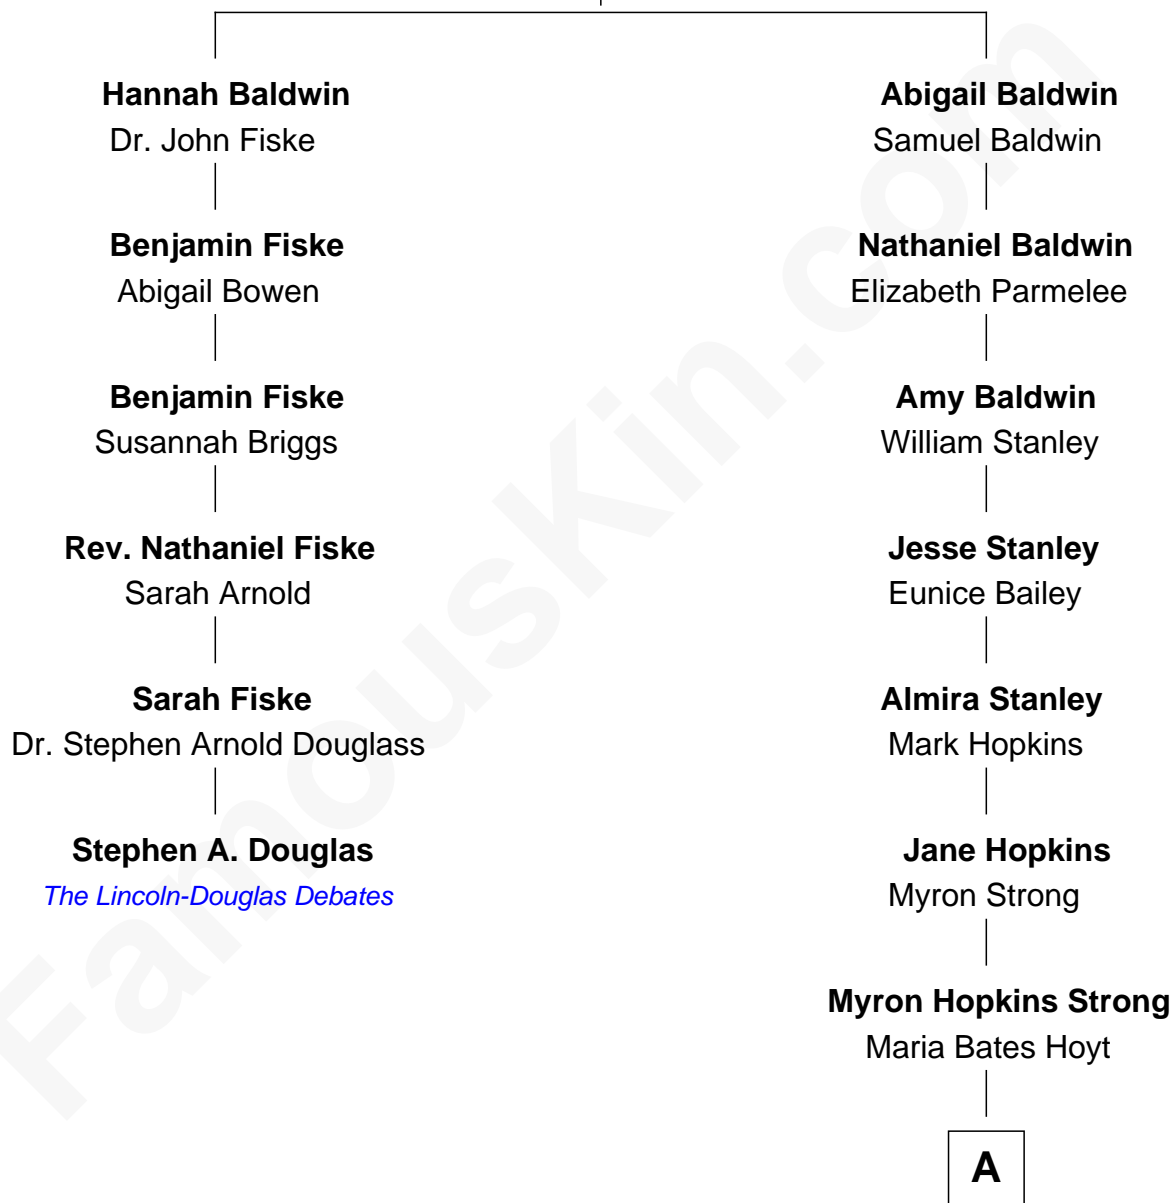 Hannah Baldwin
Dr. John Fiske
Benjamin Fiske
Abigail Bowen
Benjamin Fiske
Susannah Briggs
Rev. Nathaniel Fiske
Sarah Arnold
Sarah Fiske
Dr. Stephen Arnold Douglass
Stephen A. Douglas
The Lincoln-Douglas Debates
Abigail Baldwin
Samuel Baldwin
Nathaniel Baldwin
Elizabeth Parmelee
Amy Baldwin
William Stanley
Jesse Stanley
Eunice Bailey
Almira Stanley
Mark Hopkins
Jane Hopkins
Myron Strong
Myron Hopkins Strong
Maria Bates Hoyt
A
FamousKin.com